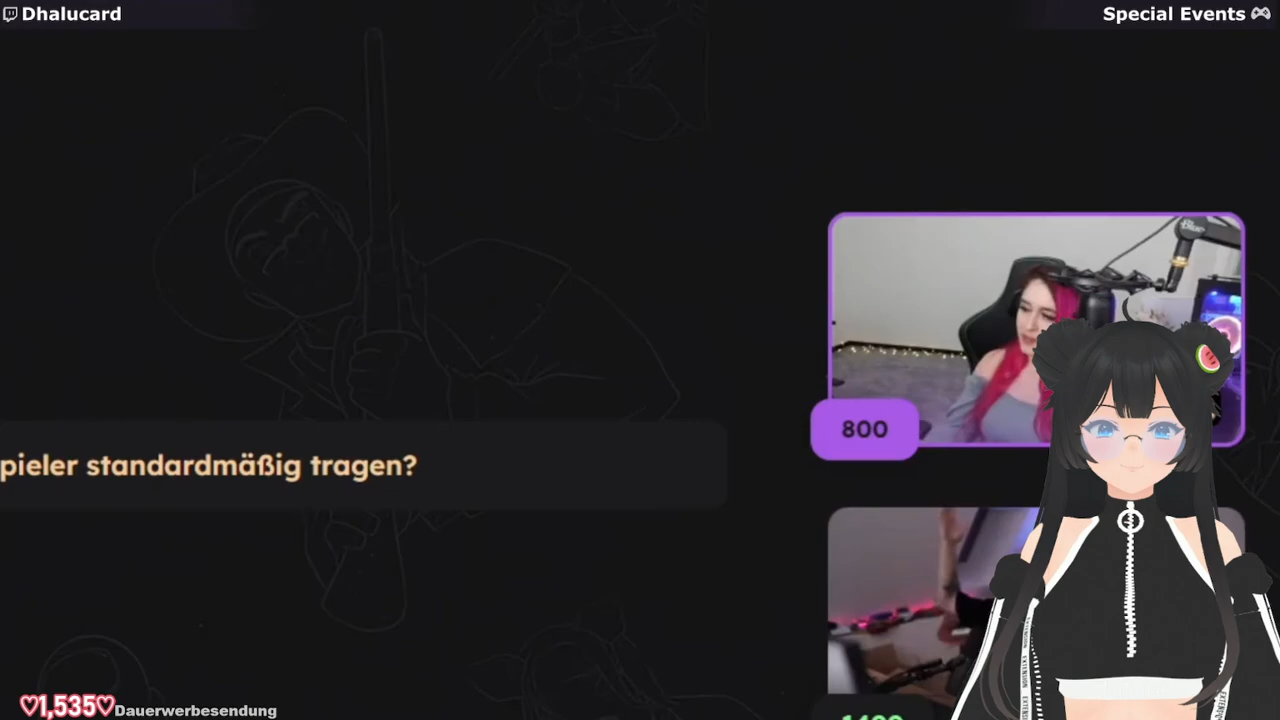 Dhalucard
Special Events
800
pieler standardmäßig tragen?
♡1,535♡Dauerwerbesendung